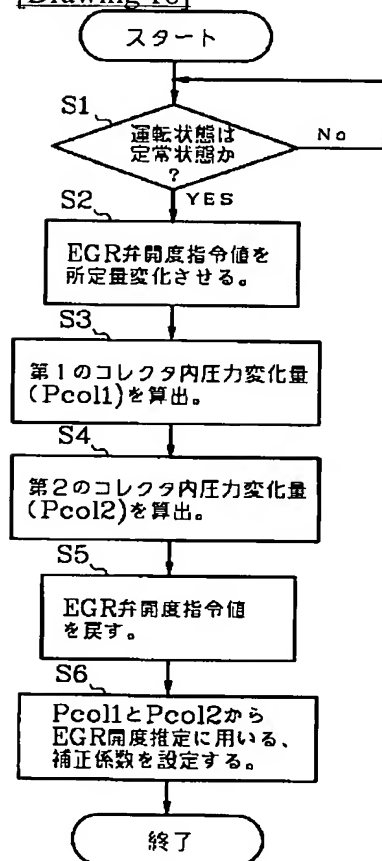 [Drawing 10]
スタート
S1
運転状態は
定常状態か
?
No
YES
S2
EGR弁開度指令値を
所定量変化させる。
S3
第1のコレクタ内圧力変化量
(Pcol1)を算出。
S4
第2のコレクタ内圧力変化量
(Pcol2)を算出。
S5
EGR弁開度指令値
を戻す。
S6
Pcol1とPcol2から
EGR開度推定に用いる、
補正係数を設定する。
終了